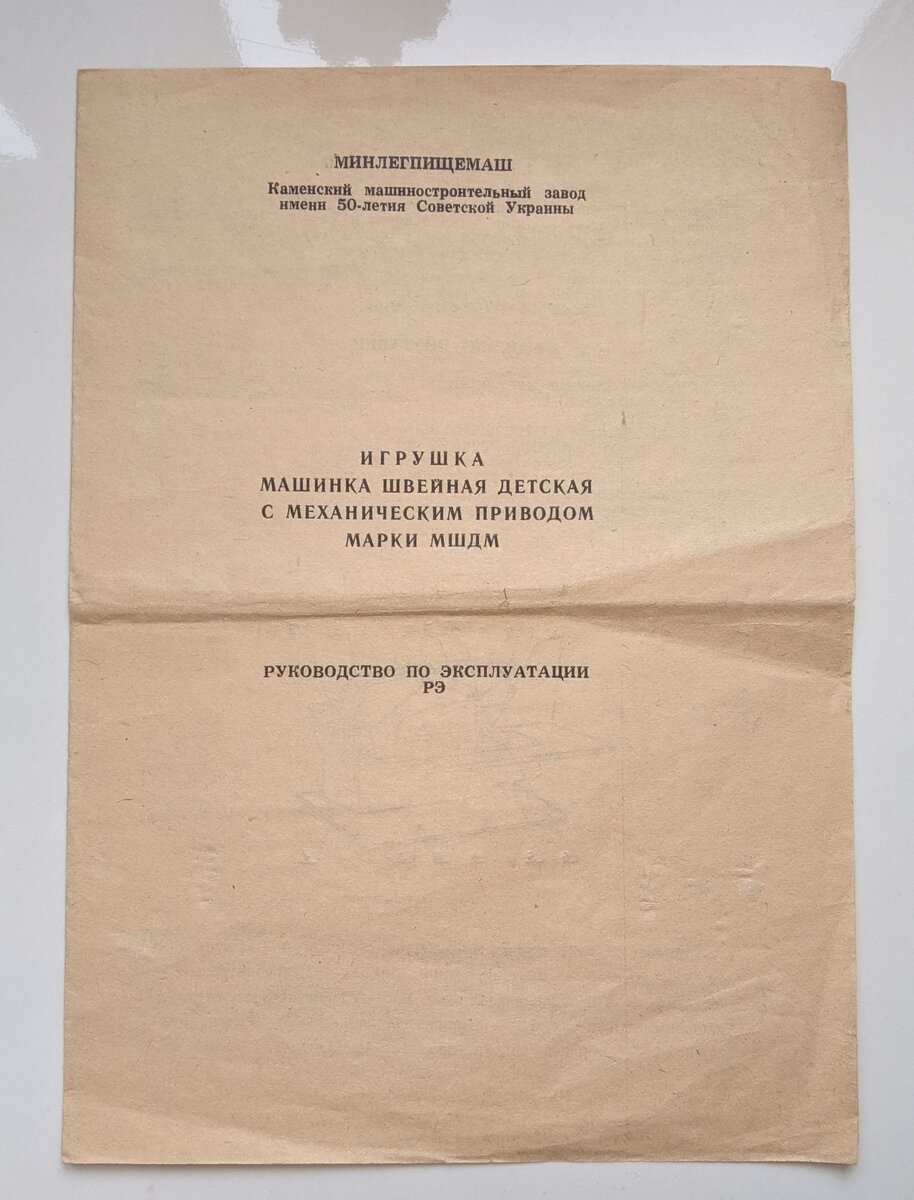 МИНЛЕГПИЩЕМАШ
Каменский машиностроительный завод
имени 50-летия Советской Украины
ИГРУШКА
МАШИНКА ШВЕЙНАЯ ДЕТСКАЯ
С МЕХАНИЧЕСКИМ ПРИВОДОМ
МАРКИ МШДМ
РУКОВОДСТВО ПО ЭКСПЛУАТАЦИИ
РЭ